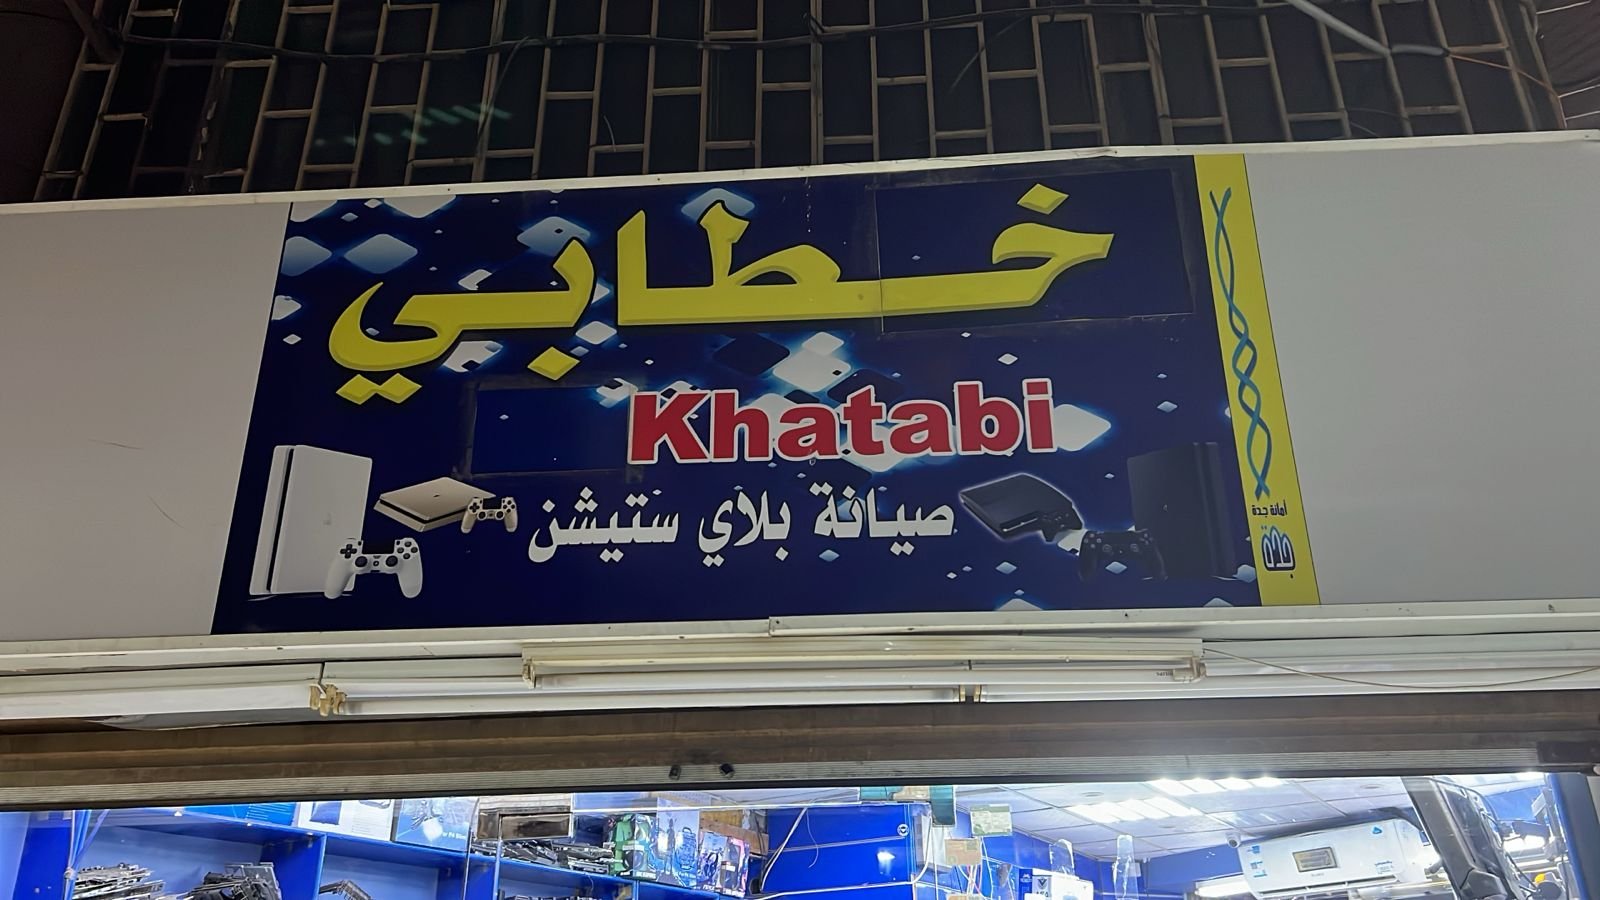 خطابي
Khatabi
صيانة بلاي ستيشن
أمانة جدة
جدة